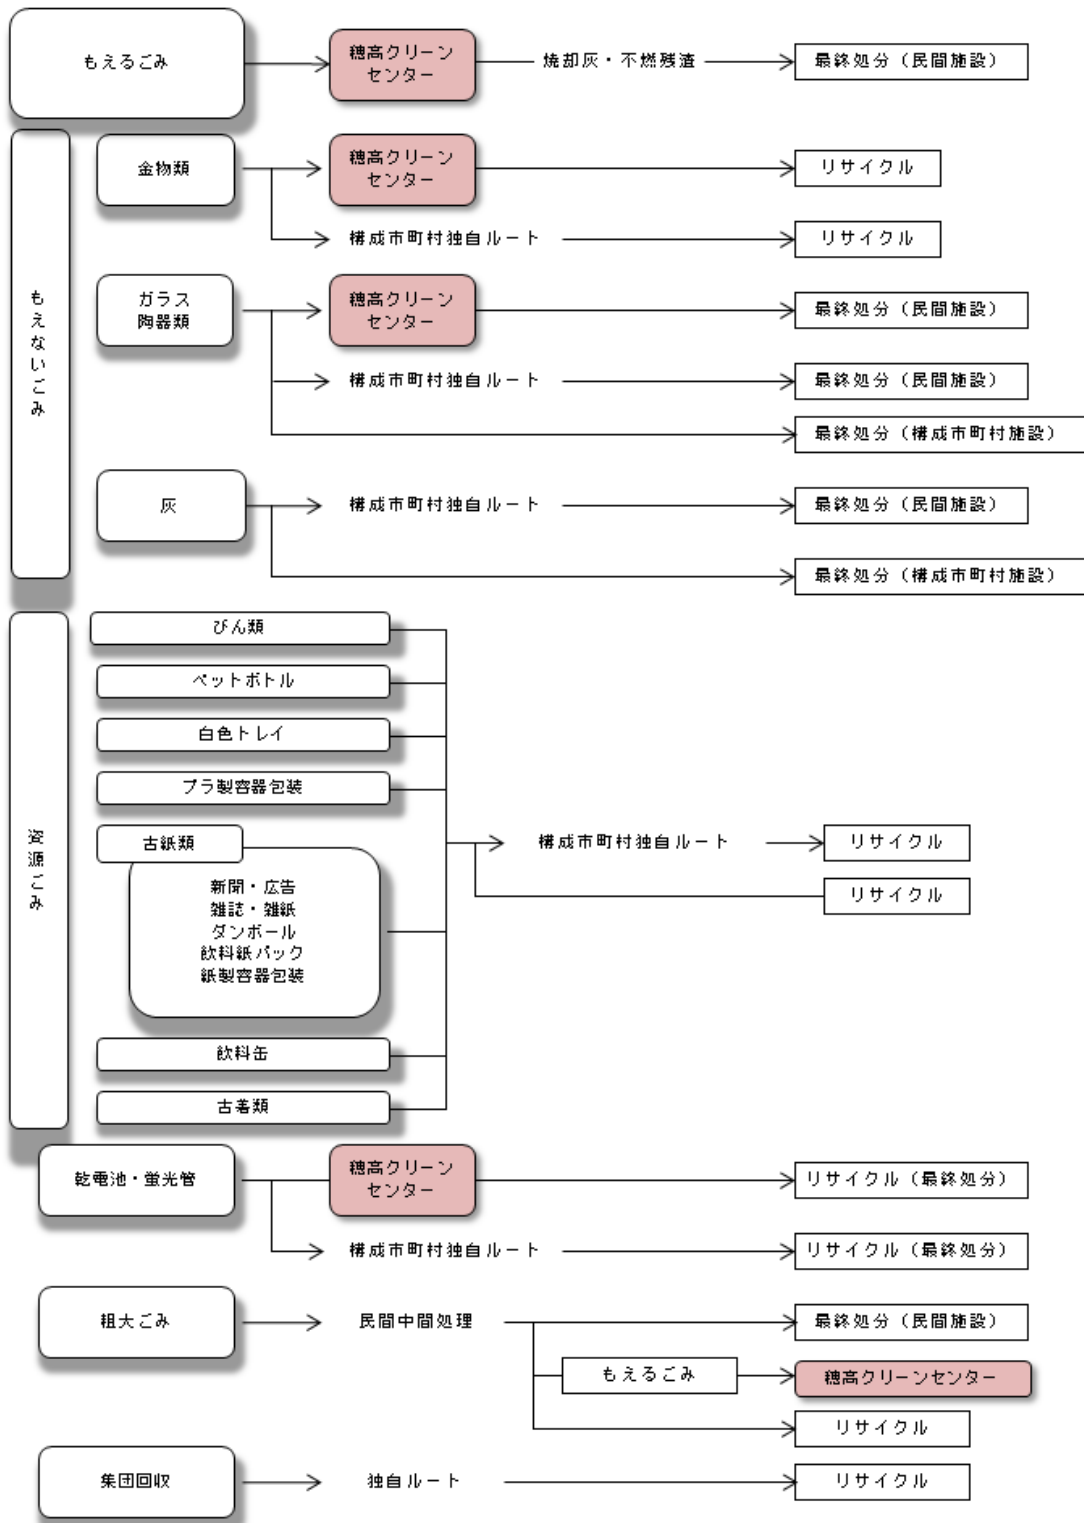 もえるごみ
穂高クリーン
センター
焼却灰・不燃残渣
最終処分（民間施設）
もえないごみ
金物類
穂高クリーン
センター
リサイクル
構成市町村独自ルート
リサイクル
ガラス
陶器類
穂高クリーン
センター
最終処分（民間施設）
構成市町村独自ルート
最終処分（民間施設）
最終処分（構成市町村施設）
灰
構成市町村独自ルート
最終処分（民間施設）
最終処分（構成市町村施設）
資源ごみ
びん類
ペットボトル
白色トレイ
プラ製容器包装
古紙類
新聞・広告
雑誌・雑紙
ダンボール
飲料紙パック
紙製容器包装
飲料缶
古着類
構成市町村独自ルート
リサイクル
リサイクル
乾電池・蛍光管
穂高クリーン
センター
リサイクル（最終処分）
構成市町村独自ルート
リサイクル（最終処分）
粗大ごみ
民間中間処理
最終処分（民間施設）
もえるごみ
穂高クリーンセンター
リサイクル
集団回収
独自ルート
リサイクル